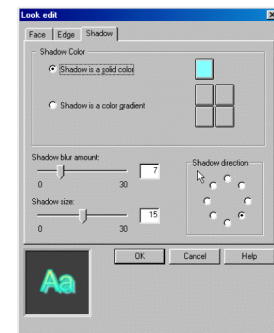 Look edit
Face Edge Shadow
Shadow Color
Shadow is a solid color
Shadow is a color gradient
Shadow blur amount:
7
0 30
Shadow direction
Shadow size:
15
0 30
OK Cancel Help
Aa